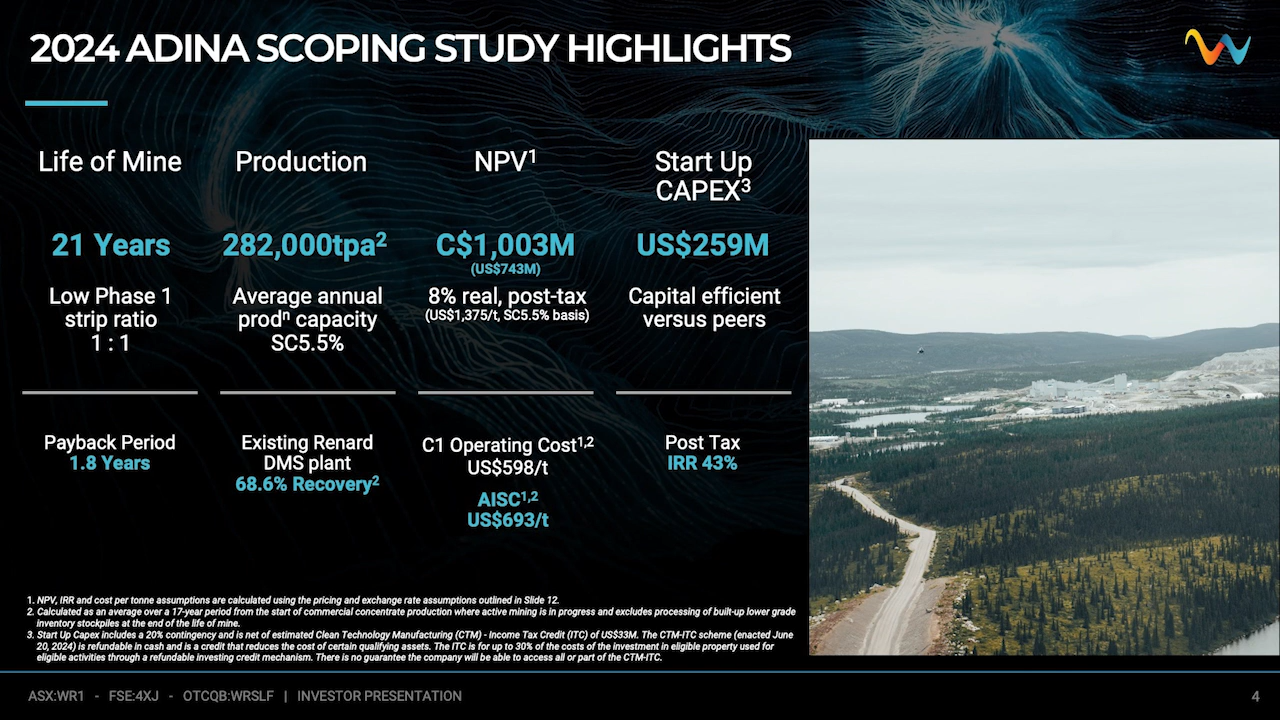 2024 ADINA SCOPING STUDY HIGHLIGHTS
Life of Mine
21 Years
Low Phase 1
strip ratio
1 : 1
Production
282,000tpa²
Average annual
prodⁿ capacity
SC5.5%
NPV¹
C$1,003M
(US$743M)
8% real, post-tax
(US$1,375/t, SC5.5% basis)
Start Up
CAPEX³
US$259M
Capital efficient
versus peers
Payback Period
1.8 Years
Existing Renard
DMS plant
68.6% Recovery²
C1 Operating Cost¹,²
US$598/t
AISC¹,²
US$693/t
Post Tax
IRR 43%
1. NPV, IRR and cost per tonne assumptions are calculated using the pricing and exchange rate assumptions outlined in Slide 12.
2. Calculated as an average over a 17-year period from the start of commercial concentrate production where active mining is in progress and excludes processing of built-up lower grade
inventory stockpiles at the end of the life of mine.
3. Start Up Capex includes a 20% contingency and is net of estimated Clean Technology Manufacturing (CTM) - Income Tax Credit (ITC) of US$33M. The CTM-ITC scheme (enacted June
20, 2024) is refundable in cash and is a credit that reduces the cost of certain qualifying assets. The ITC is for up to 30% of the costs of the investment in eligible property used for
eligible activities through a refundable investing credit mechanism. There is no guarantee the company will be able to access all or part of the CTM-ITC.
ASX:WR1 - FSE:4XJ - OTCQB:WRSLF | INVESTOR PRESENTATION
4